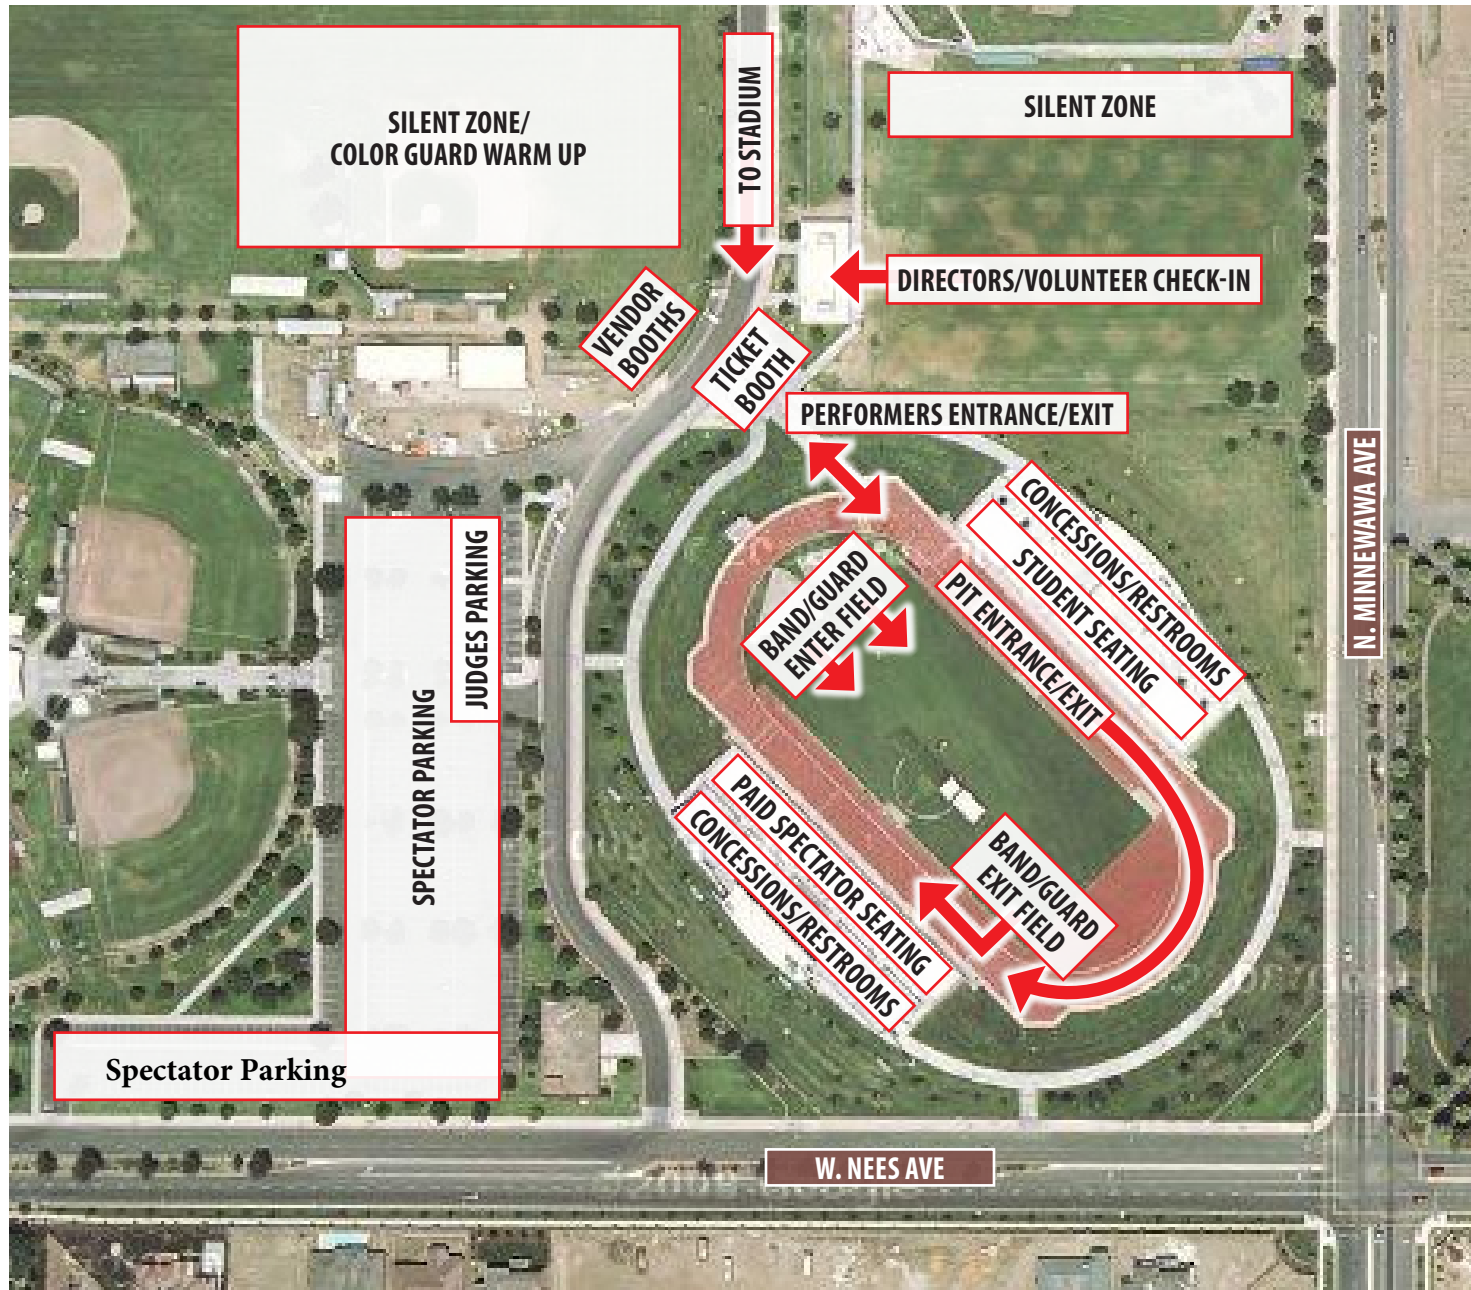 SILENT ZONE/
COLOR GUARD WARM UP
TO STADIUM
SILENT ZONE
DIRECTORS/VOLUNTEER CHECK-IN
VENDOR
BOOTHS
TICKET
BOOTH
PERFORMERS ENTRANCE/EXIT
CONCESSIONS/RESTROOMS
STUDENT SEATING
PIT ENTRANCE/EXIT
BAND/GUARD
ENTER FIELD
N. MINNEWAWA AVE
JUDGES PARKING
SPECTATOR PARKING
PAID SPECTATOR SEATING
CONCESSIONS/RESTROOMS
BAND/GUARD
EXIT FIELD
Spectator Parking
W. NEES AVE